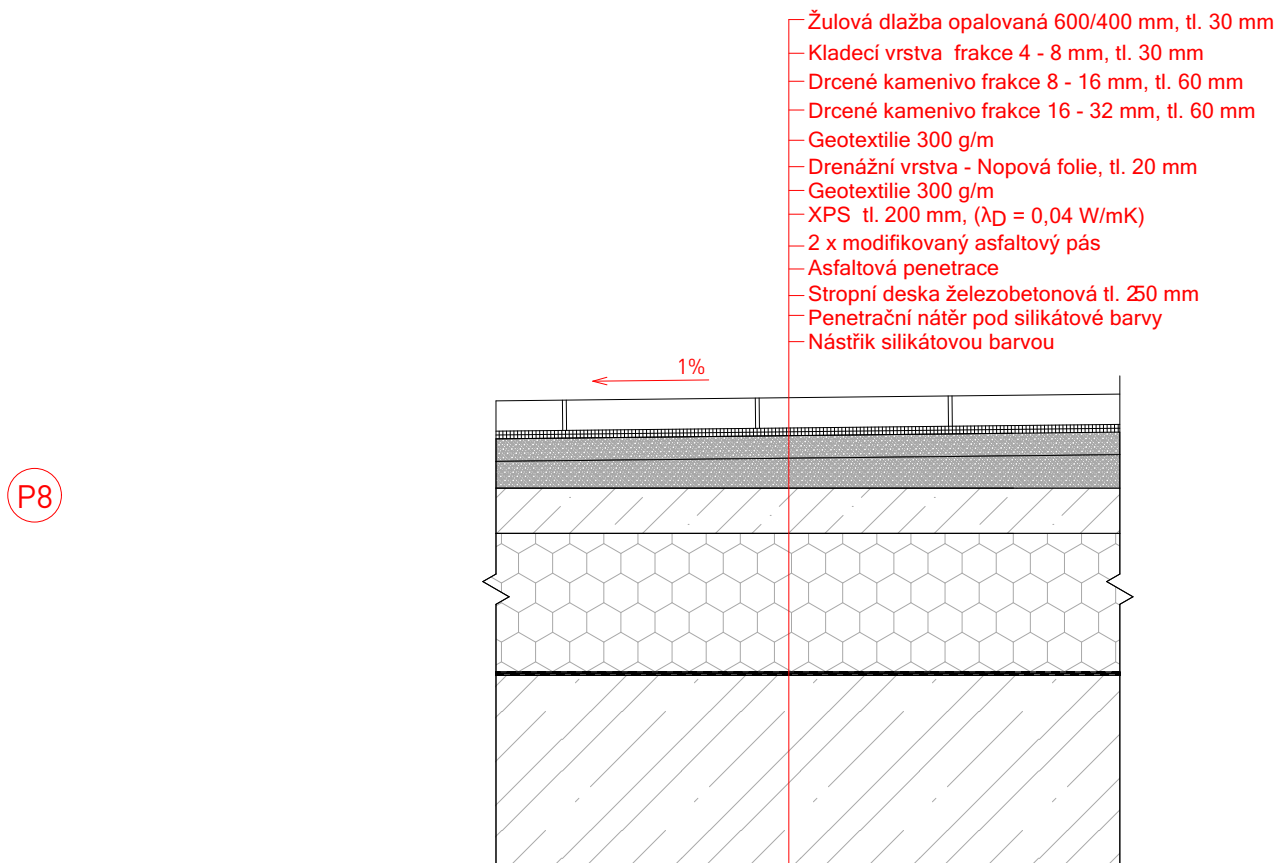 Žulová dlažba opalovaná 600/400 mm, tl. 30 mm
Kladecí vrstva frakce 4 - 8 mm, tl. 30 mm
Drcené kamenivo frakce 8 - 16 mm, tl. 60 mm
Drcené kamenivo frakce 16 - 32 mm, tl. 60 mm
Geotextilie 300 g/m
Drenážní vrstva - Nopová folie, tl. 20 mm
Geotextilie 300 g/m
XPS tl. 200 mm, (λD = 0,04 W/mK)
2 x modifikovaný asfaltový pás
Asfaltová penetrace
Stropní deska železobetonová tl. 250 mm
Penetrační nátěr pod silikátové barvy
Nástřik silikátovou barvou
1%
P8